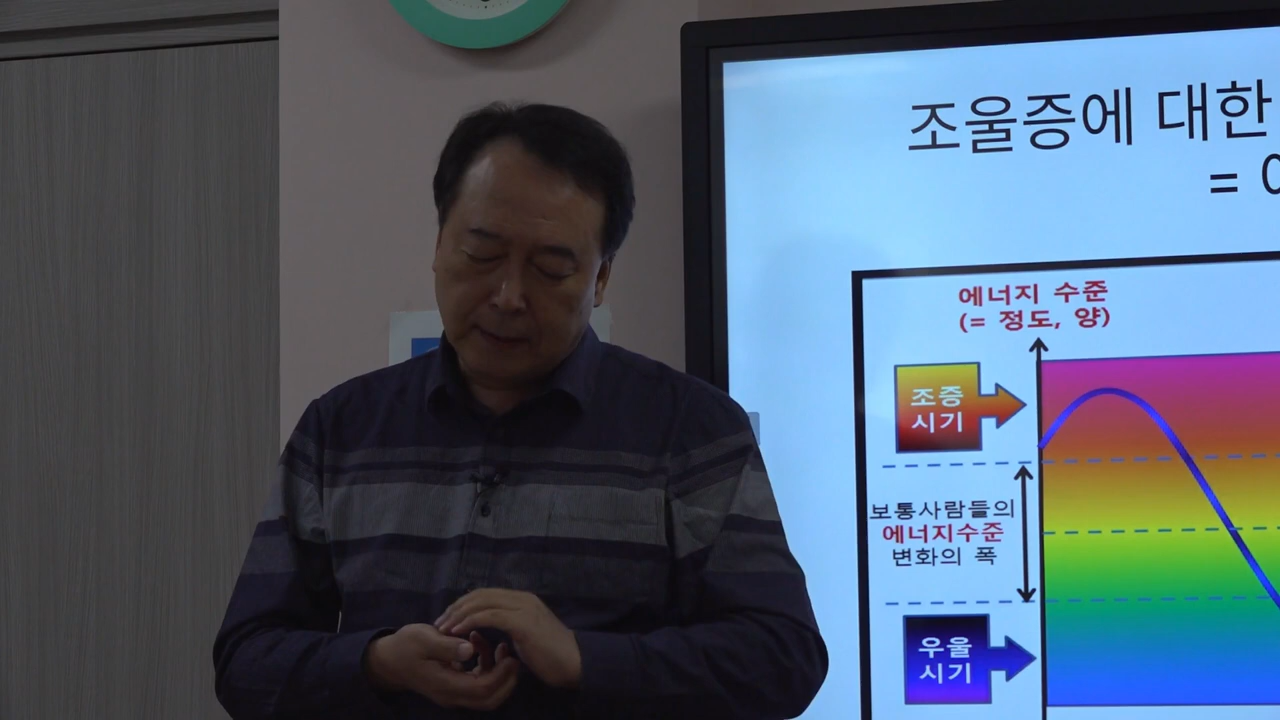 조울증에 대한
=
에너지 수준
(= 정도, 양)
조증
시기
보통사람들의
에너지수준
변화의 폭
우울
시기